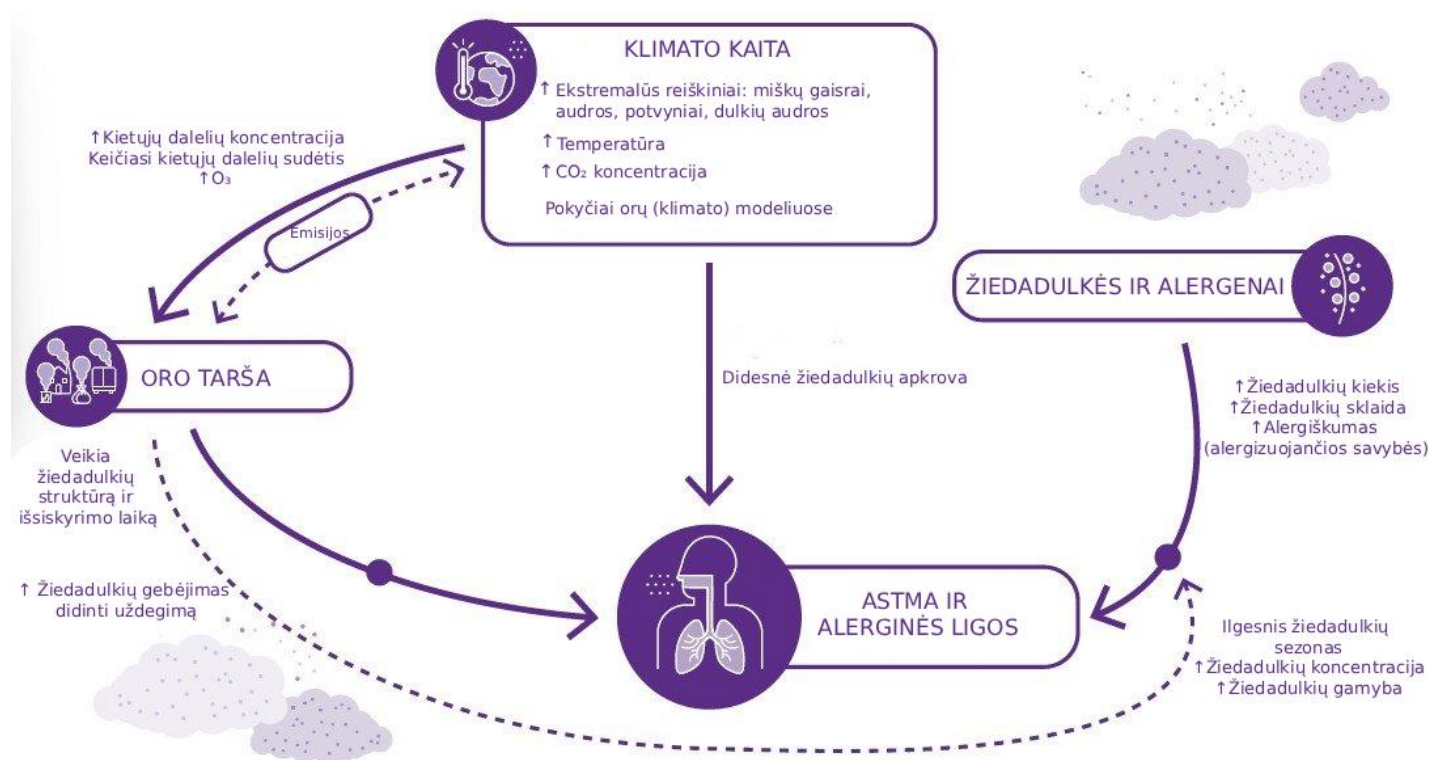 KLIMATO KAITA
↑ Ekstremalūs reiškiniai: miškų gaisrai,
audros, potvyniai, dulkių audros
↑ Temperatūra
↑ CO₂ koncentracija
Pokyčiai orų (klimato) modeliuose
↑Kietųjų dalelių koncentracija
Keičiasi kietųjų dalelių sudėtis
↑O₃
Emisijos
ŽIEDADULKĖS IR ALERGENAI
ORO TARŠA
Didesnė žiedadulkių apkrova
↑Žiedadulkių kiekis
↑Žiedadulkių sklaida
↑Alergiškumas
(alergizuojančios savybės)
Veikia
žiedadulkių
struktūrą ir
išsiskyrimo laiką
↑ Žiedadulkių gebėjimas
didinti uždegimą
ASTMA IR
ALERGINĖS LIGOS
Ilgesnis žiedadulkių
sezonas
↑Žiedadulkių koncentracija
↑Žiedadulkių gamyba